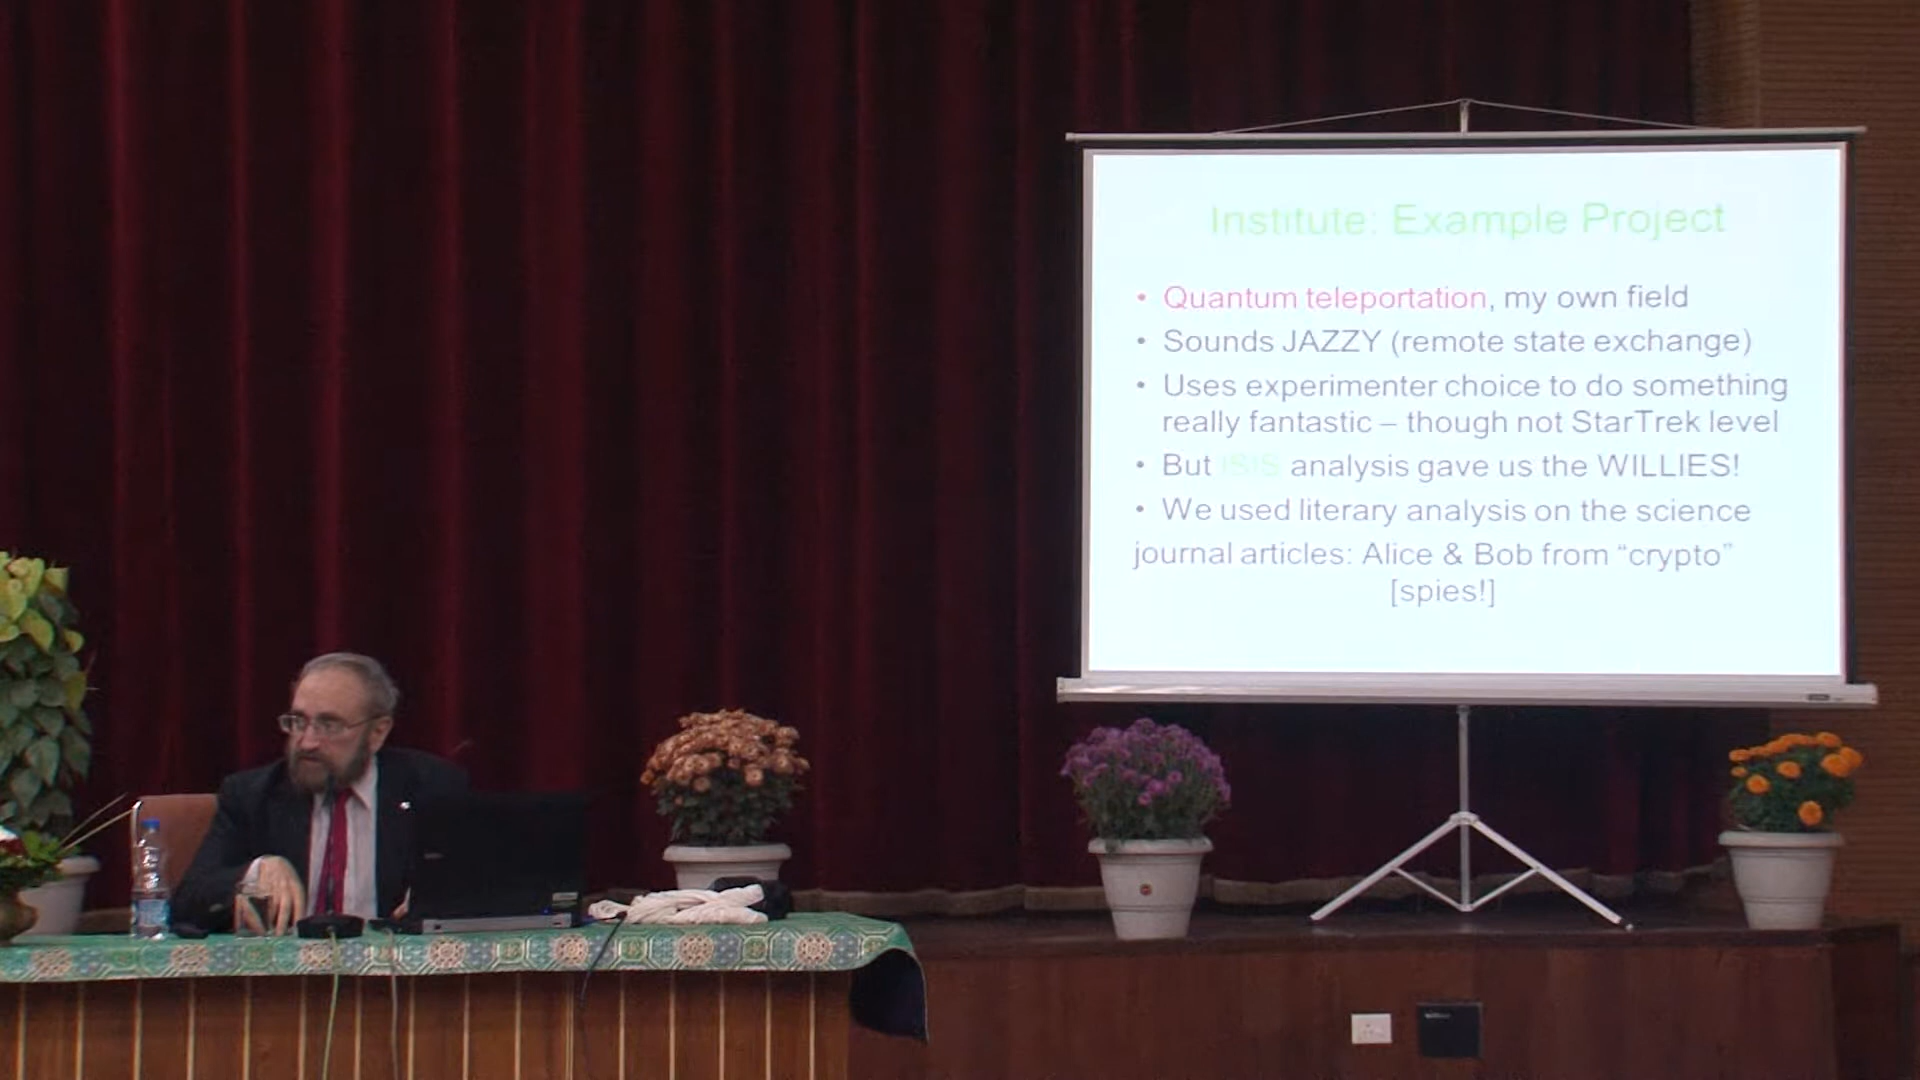 Institute: Example Project
• Quantum teleportation, my own field
• Sounds JAZZY (remote state exchange)
• Uses experimenter choice to do something
really fantastic – though not StarTrek level
• But ISIS analysis gave us the WILLIES!
• We used literary analysis on the science
journal articles: Alice & Bob from “crypto”
[spies!]